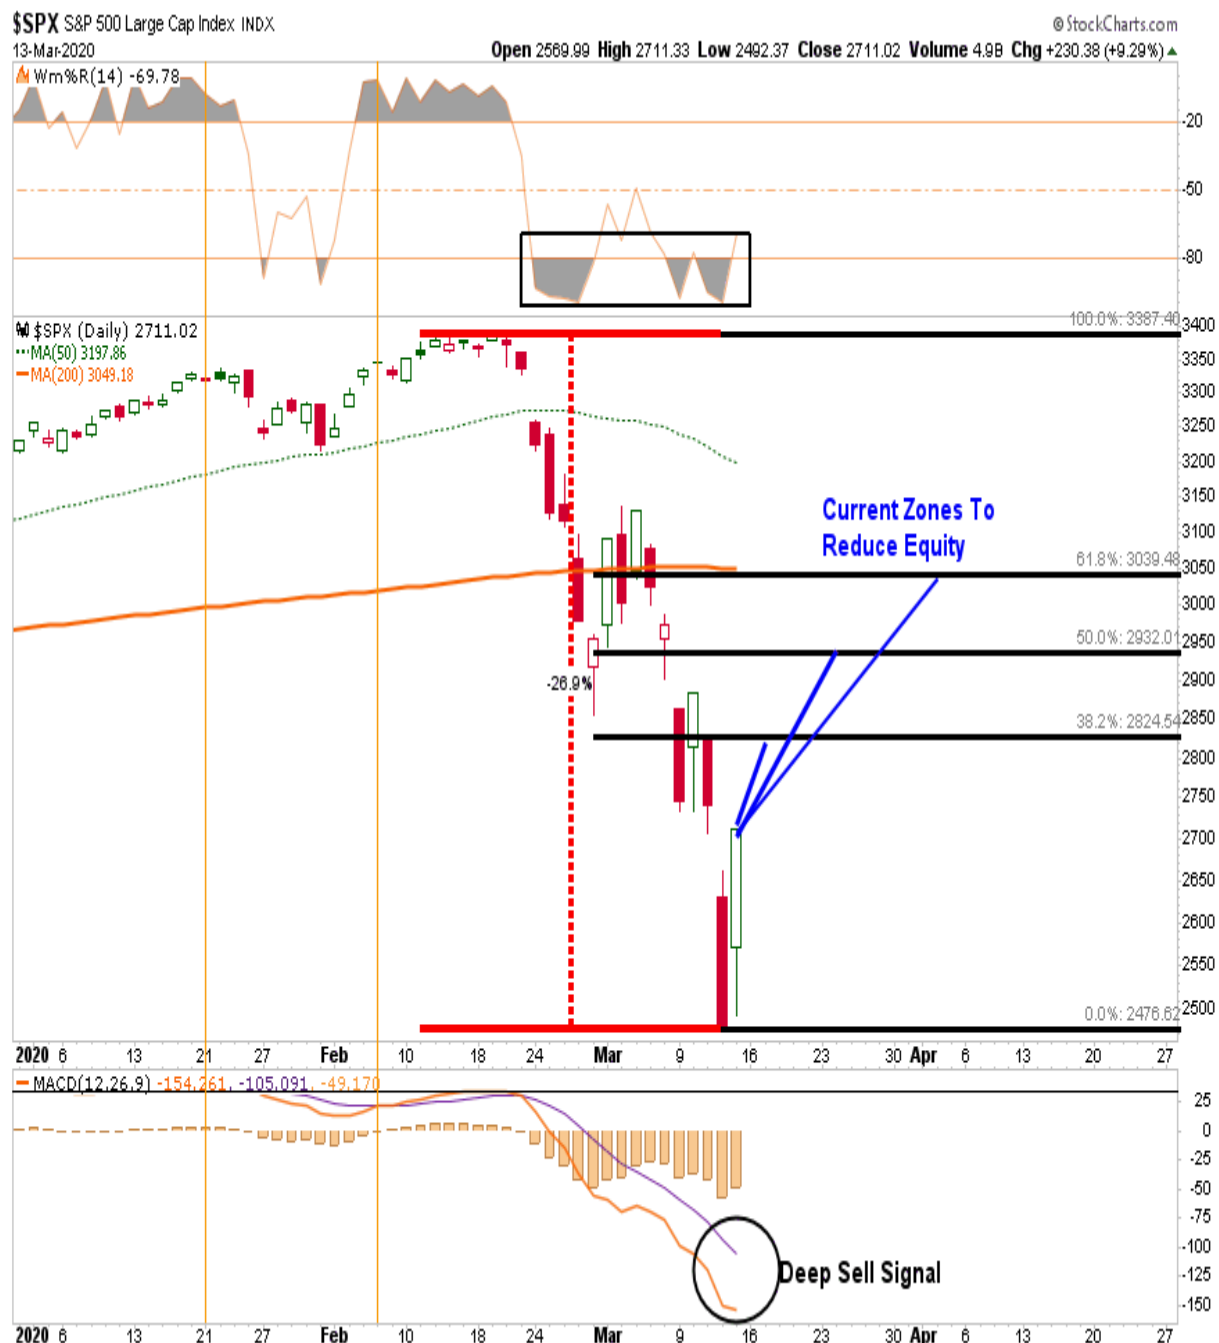 $SPX S&P 500 Large Cap Index INDX
© StockCharts.com
13-Mar-2020
Open 2569.99 High 2711.33 Low 2492.37 Close 2711.02 Volume 4.9B Chg +230.38 (+9.29%)
Wm%R(14) -69.78
-20
-50
-80
$SPX (Daily) 2711.02
MA(50) 3197.86
MA(200) 3049.18
100.0%: 3387.40
3400
3350
3300
3250
3200
3150
3100
3050
3000
2950
2900
2850
2800
2750
2700
2650
2600
2550
2500
Current Zones To
Reduce Equity
61.8%: 3039.48
50.0%: 2932.01
-26.9%
38.2%: 2824.54
0.0%: 2476.62
2020 6 13 21 27 Feb 10 18 24 Mar 9 16 23 30 Apr 6 13 20 27
MACD(12,26,9) -154.261, -105.091, -49.170
25
0
-25
-50
-75
-100
-125
-150
Deep Sell Signal
2020 6 13 21 27 Feb 10 18 24 Mar 9 16 23 30 Apr 6 13 20 27